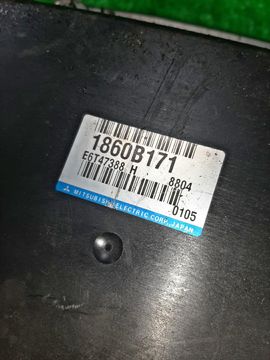 1860B171
E6T47388 H 8804
0105
MITSUBISHI ELECTRIC CORP. JAPAN